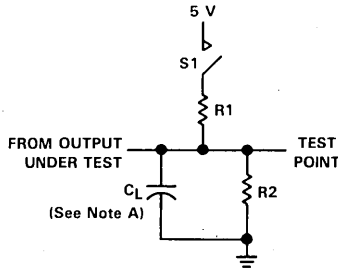 5 V
S1
R1
FROM OUTPUT
UNDER TEST
TEST
POINT
CL
(See Note A)
R2